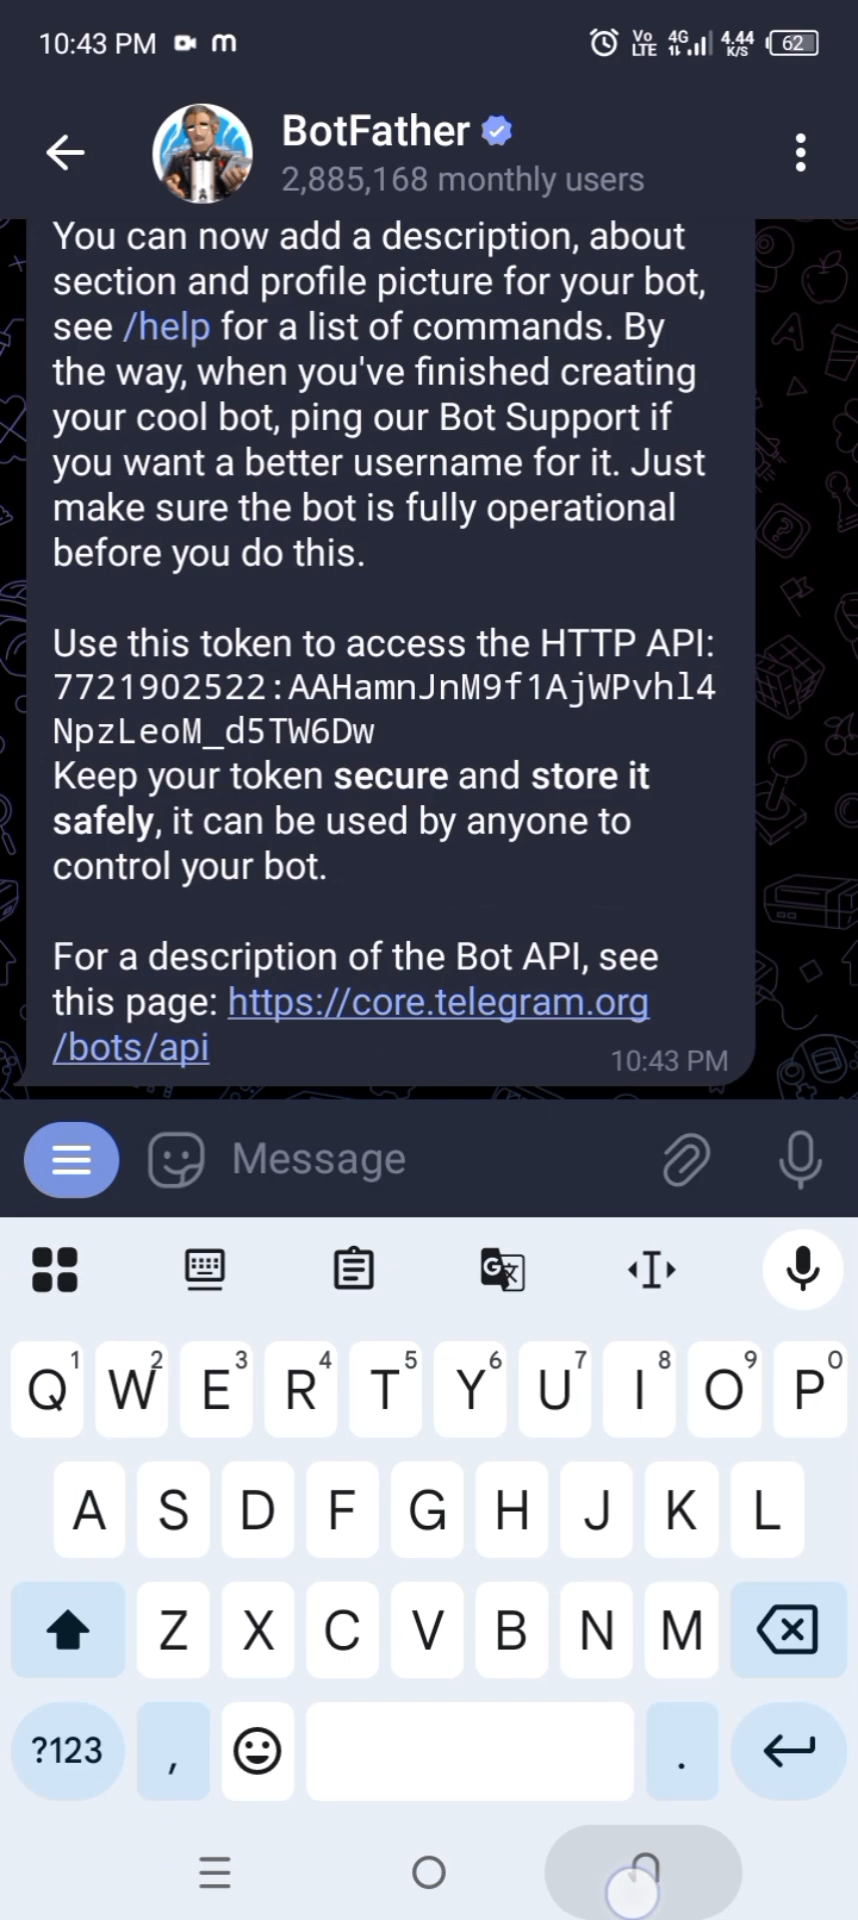 10:43 PM
Vo LTE 4G 4.44 K/S 62
BotFather
2,885,168 monthly users
You can now add a description, about
section and profile picture for your bot,
see /help for a list of commands. By
the way, when you've finished creating
your cool bot, ping our Bot Support if
you want a better username for it. Just
make sure the bot is fully operational
before you do this.
Use this token to access the HTTP API:
7721902522:AAHamnJnM9f1AjWPvhl4
NpzLeoM_d5TW6Dw
Keep your token secure and store it
safely, it can be used by anyone to
control your bot.
For a description of the Bot API, see
this page: https://core.telegram.org
/bots/api
10:43 PM
Message
Q1 W2 E3 R4 T5 Y6 U7 I8 O9 P0
A S D F G H J K L
Z X C V B N M
?123 , .